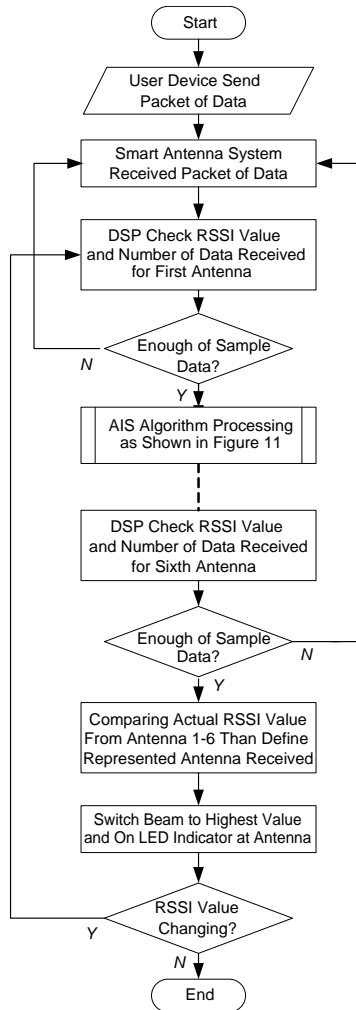 Start
User Device Send
Packet of Data
Smart Antenna System
Received Packet of Data
DSP Check RSSI Value
and Number of Data Received
for First Antenna
Enough of Sample
Data?
N
Y
AIS Algorithm Processing
as Shown in Figure 11
DSP Check RSSI Value
and Number of Data Received
for Sixth Antenna
Enough of Sample
Data?
N
Y
Comparing Actual RSSI Value
From Antenna 1-6 Than Define
Represented Antenna Received
Switch Beam to Highest Value
and On LED Indicator at Antenna
RSSI Value
Changing?
Y
N
End